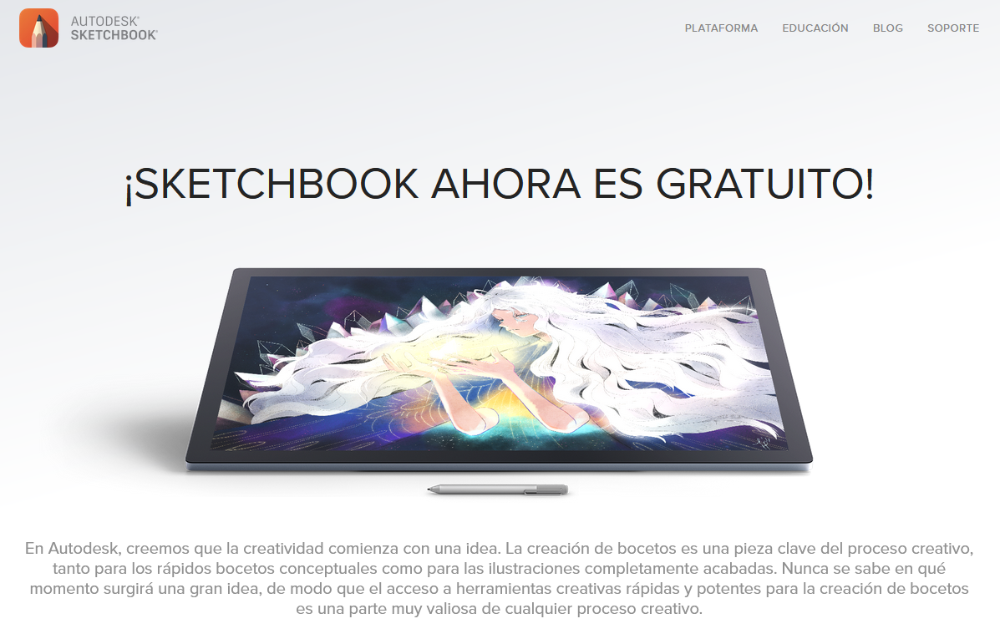 AUTODESK®
SKETCHBOOK®
PLATAFORMA EDUCACIÓN BLOG SOPORTE
¡SKETCHBOOK AHORA ES GRATUITO!
En Autodesk, creemos que la creatividad comienza con una idea. La creación de bocetos es una pieza clave del proceso creativo,
tanto para los rápidos bocetos conceptuales como para las ilustraciones completamente acabadas. Nunca se sabe en qué
momento surgirá una gran idea, de modo que el acceso a herramientas creativas rápidas y potentes para la creación de bocetos
es una parte muy valiosa de cualquier proceso creativo.